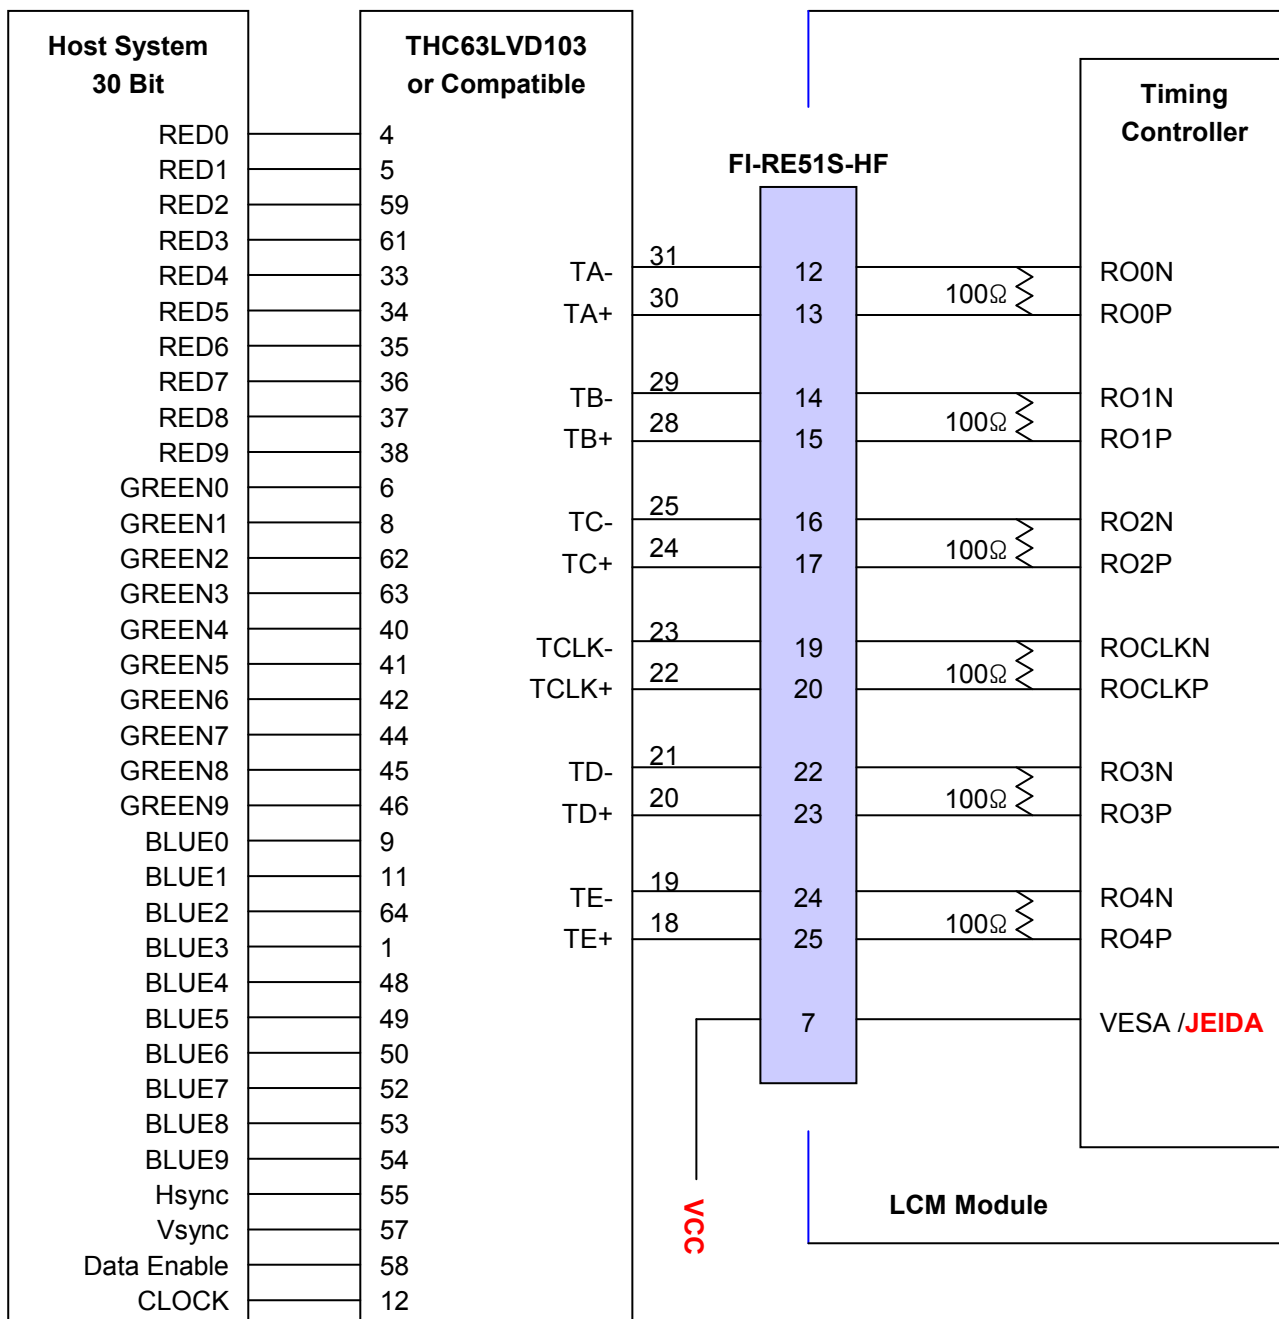 Host System
30 Bit
RED0
RED1
RED2
RED3
RED4
RED5
RED6
RED7
RED8
RED9
GREEN0
GREEN1
GREEN2
GREEN3
GREEN4
GREEN5
GREEN6
GREEN7
GREEN8
GREEN9
BLUE0
BLUE1
BLUE2
BLUE3
BLUE4
BLUE5
BLUE6
BLUE7
BLUE8
BLUE9
Hsync
Vsync
Data Enable
CLOCK
THC63LVD103
or Compatible
4
5
59
61
33
34
35
36
37
38
6
8
62
63
40
41
42
44
45
46
9
11
64
1
48
49
50
52
53
54
55
57
58
12
TA-
TA+
TB-
TB+
TC-
TC+
TCLK-
TCLK+
TD-
TD+
TE-
TE+
31
30
29
28
25
24
23
22
21
20
19
18
VCC
FI-RE51S-HF
12
13
14
15
16
17
19
20
22
23
24
25
7
100Ω
100Ω
100Ω
100Ω
100Ω
100Ω
Timing
Controller
RO0N
RO0P
RO1N
RO1P
RO2N
RO2P
ROCLKN
ROCLKP
RO3N
RO3P
RO4N
RO4P
VESA /JEIDA
LCM Module